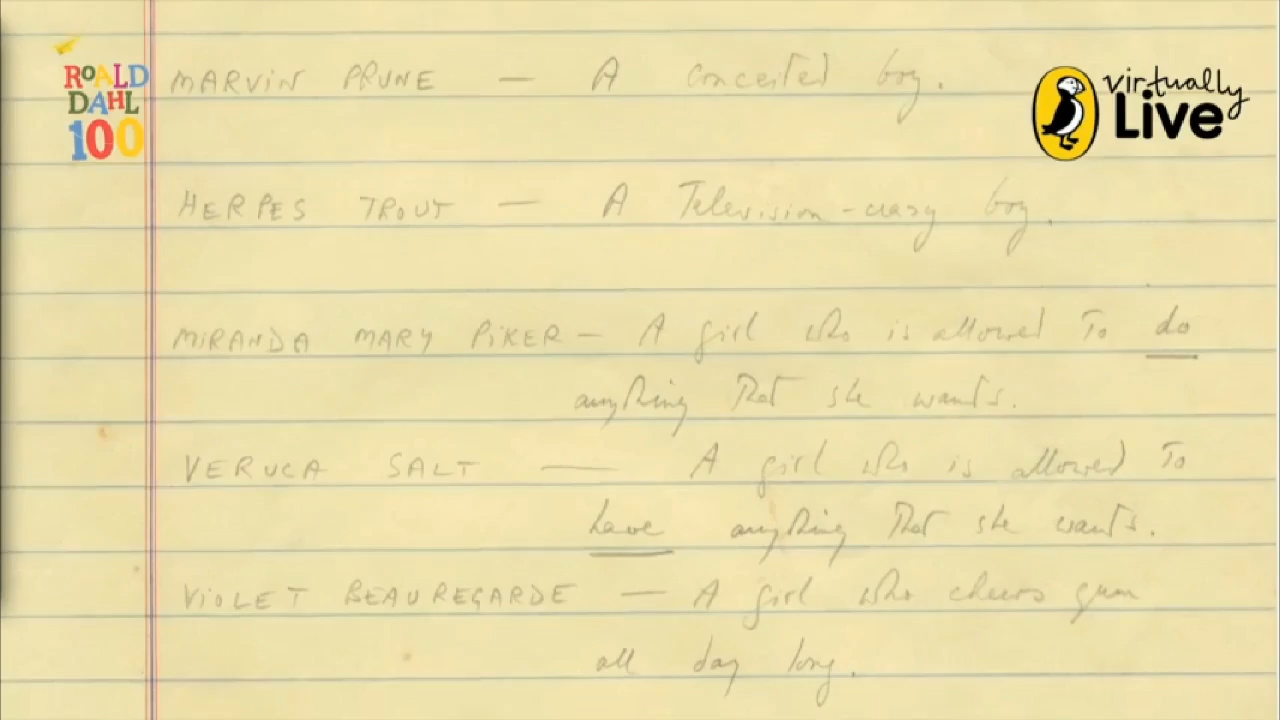 ROALD
DAHL
100
virtually
Live
MARVIN PRUNE — A conceited boy.
HERPES TROUT — A Television-crazy boy.
MIRANDA MARY PIKER — A girl who is allowed To do
anything that she wants.
VERUCA SALT — A girl who is allowed To
have anything that she wants.
VIOLET BEAUREGARDE — A girl who chews gum
all day long.